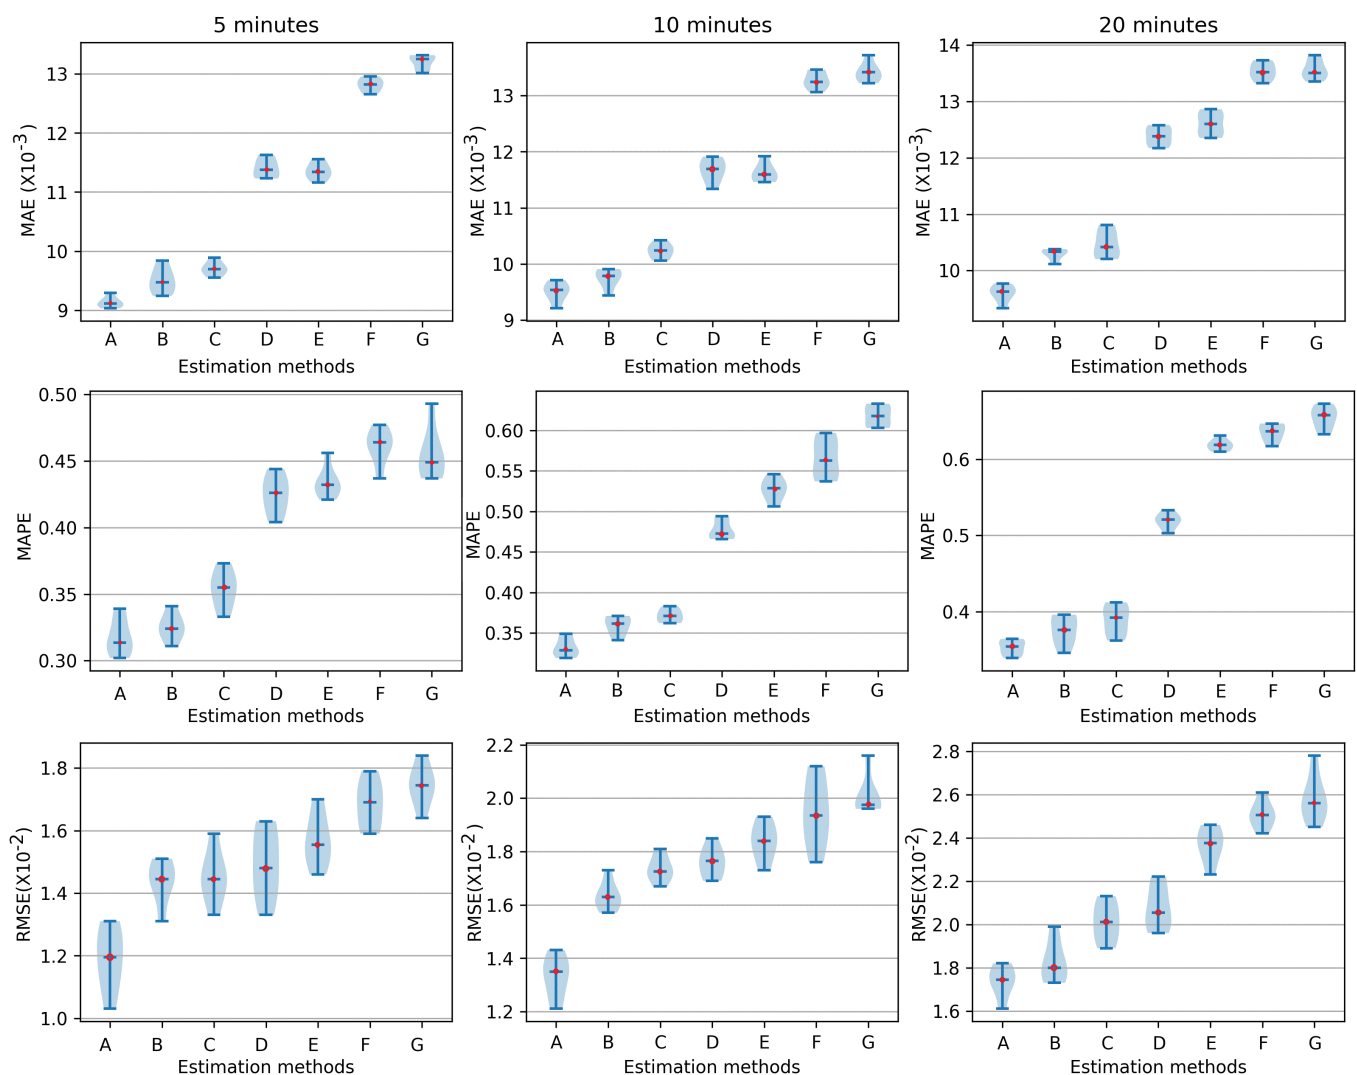 5 minutes
10 minutes
20 minutes
MAE (X10-3)
13
12
11
10
9
A B C D E F G
Estimation methods
MAE (X10-3)
13
12
11
10
9
A B C D E F G
Estimation methods
MAE (X10-3)
14
13
12
11
10
A B C D E F G
Estimation methods
MAPE
0.50
0.45
0.40
0.35
0.30
A B C D E F G
Estimation methods
MAPE
0.60
0.55
0.50
0.45
0.40
0.35
A B C D E F G
Estimation methods
MAPE
0.6
0.5
0.4
A B C D E F G
Estimation methods
RMSE(X10-2)
1.8
1.6
1.4
1.2
1.0
A B C D E F G
Estimation methods
RMSE(X10-2)
2.2
2.0
1.8
1.6
1.4
1.2
A B C D E F G
Estimation methods
RMSE(X10-2)
2.8
2.6
2.4
2.2
2.0
1.8
1.6
A B C D E F G
Estimation methods